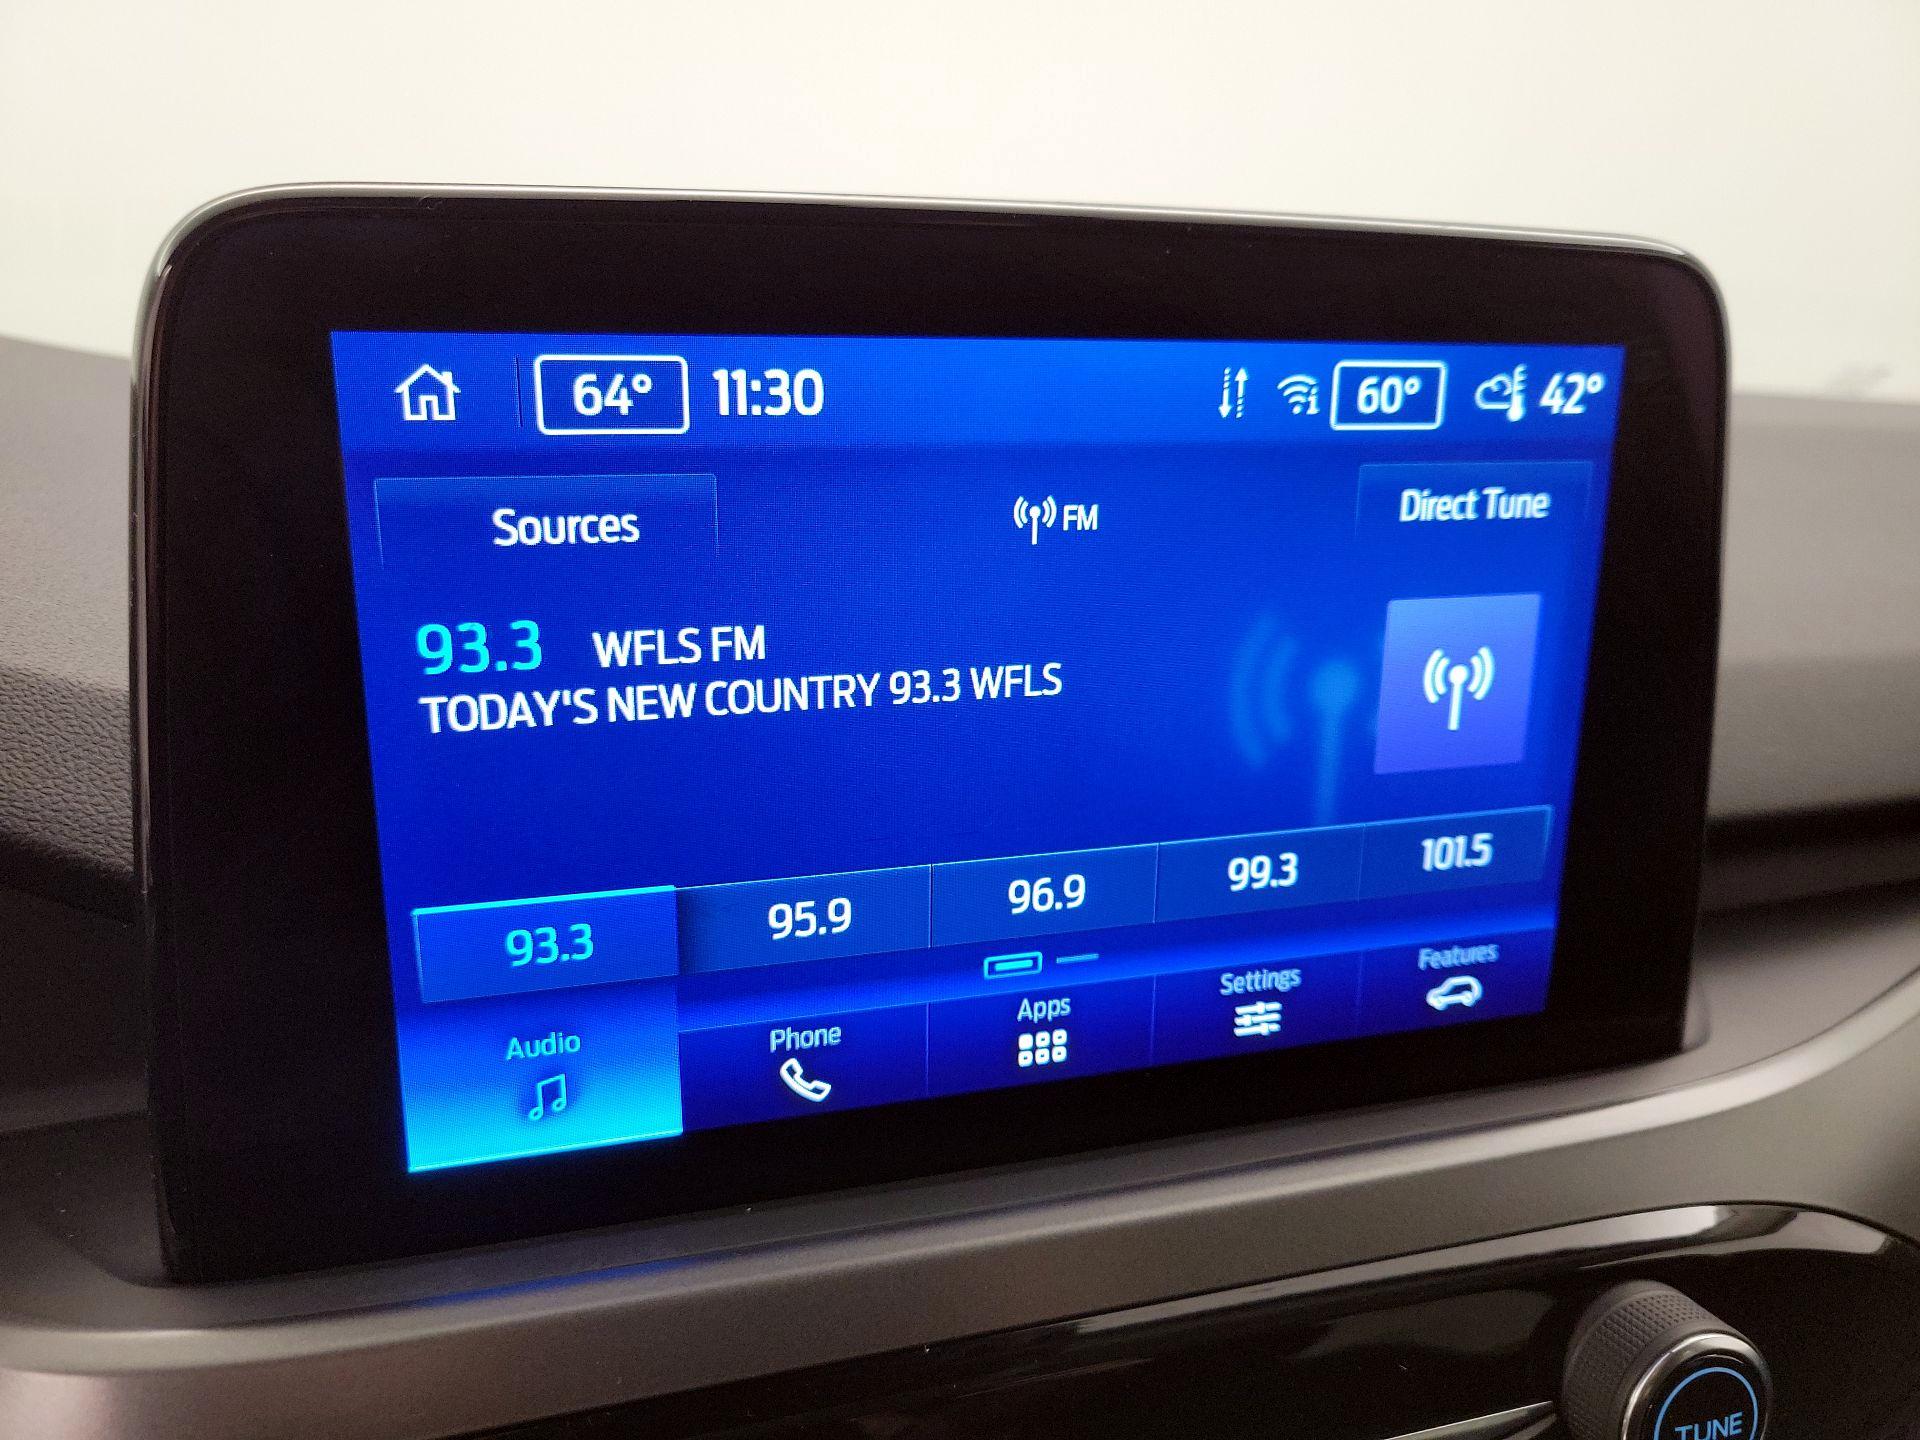 64° 11:30 60° 42°
Sources FM Direct Tune
93.3 WFLS FM
TODAY'S NEW COUNTRY 93.3 WFLS
93.3 95.9 96.9 99.3 101.5
Audio Phone Apps Settings Features
TUNE